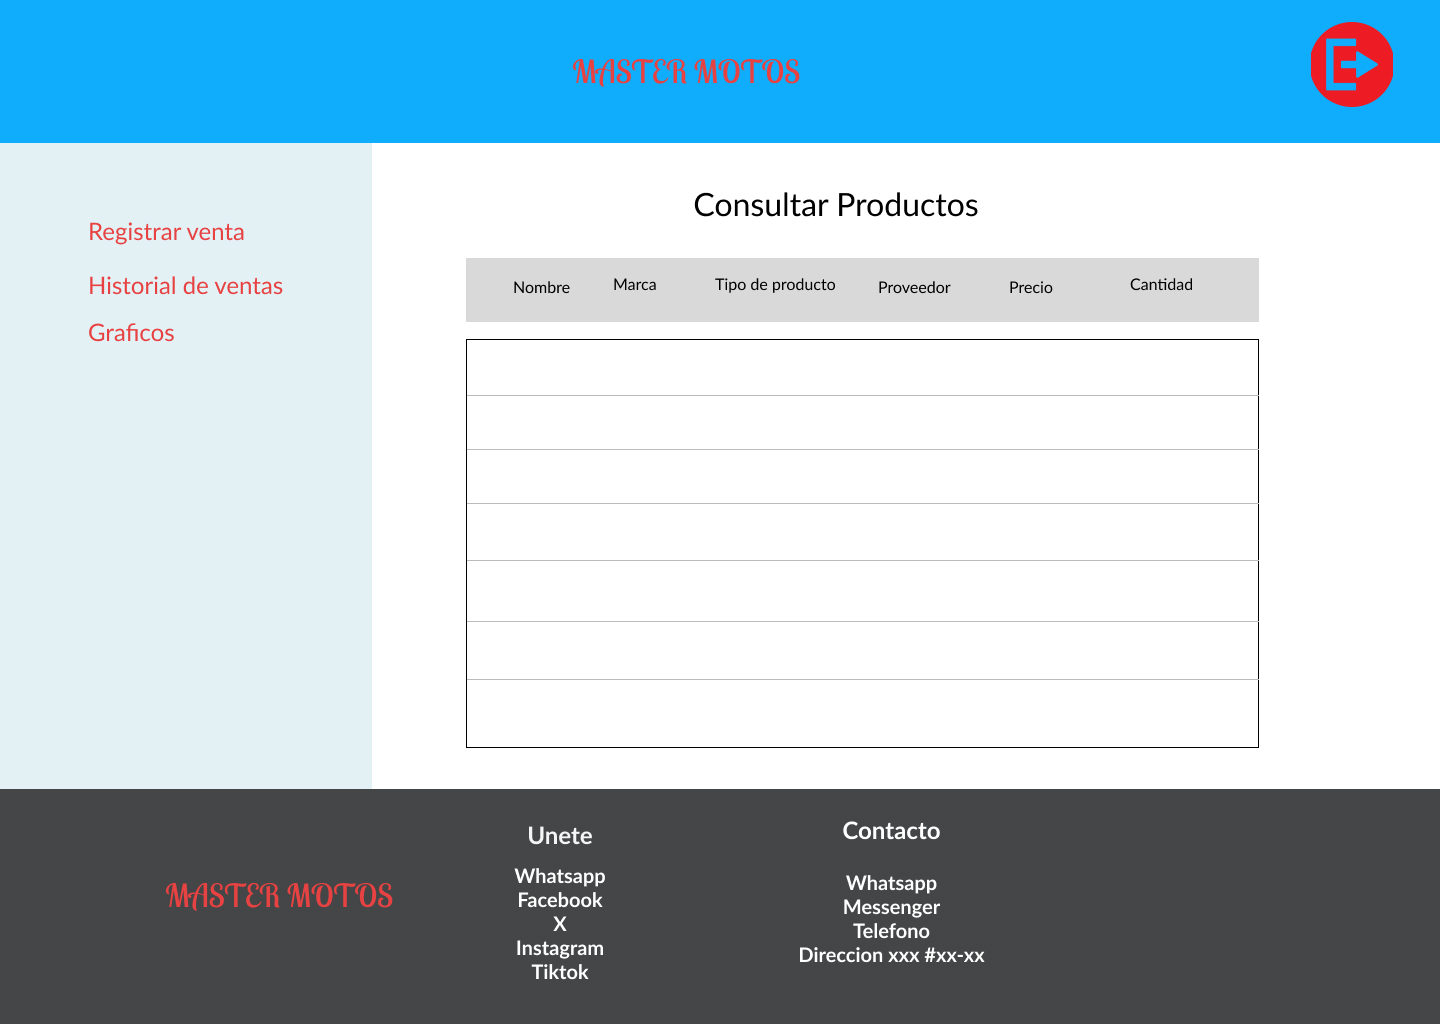 MASTER MOTOS
Registrar venta
Historial de ventas
Graficos
Consultar Productos
Nombre Marca Tipo de producto Proveedor Precio Cantidad
MASTER MOTOS
Unete
Whatsapp
Facebook
X
Instagram
Tiktok
Contacto
Whatsapp
Messenger
Telefono
Direccion xxx #xx-xx